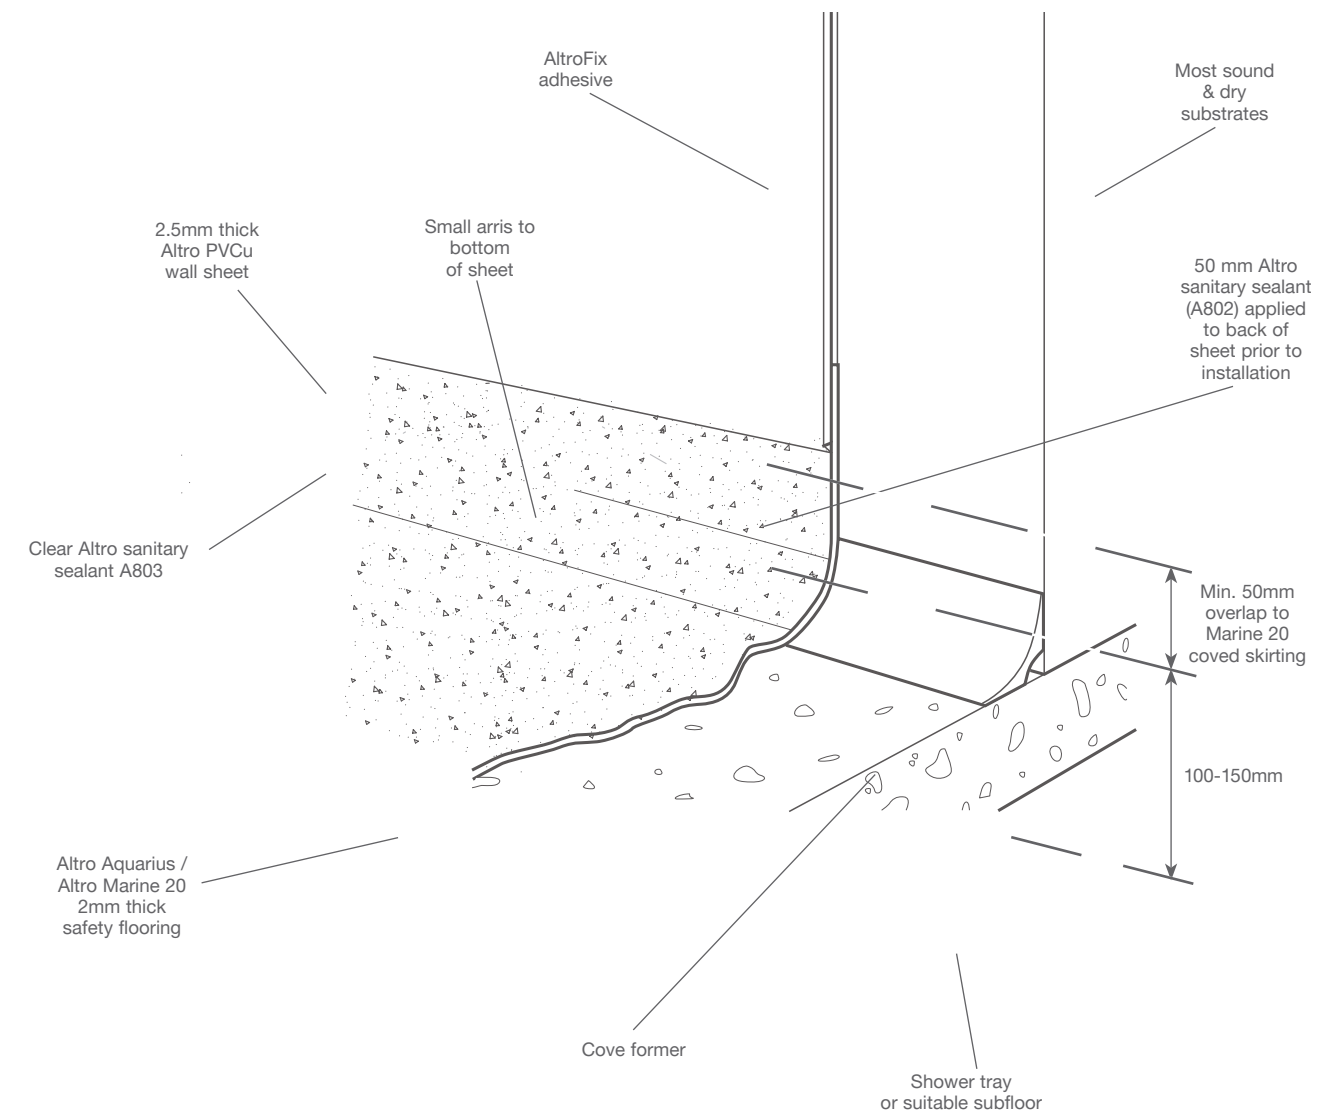 AltroFix
adhesive
Most sound
& dry
substrates
2.5mm thick
Altro PVCu
wall sheet
Small arris to
bottom
of sheet
50 mm Altro
sanitary sealant
(A802) applied
to back of
sheet prior to
installation
Clear Altro sanitary
sealant A803
Min. 50mm
overlap to
Marine 20
coved skirting
100-150mm
Altro Aquarius /
Altro Marine 20
2mm thick
safety flooring
Cove former
Shower tray
or suitable subfloor